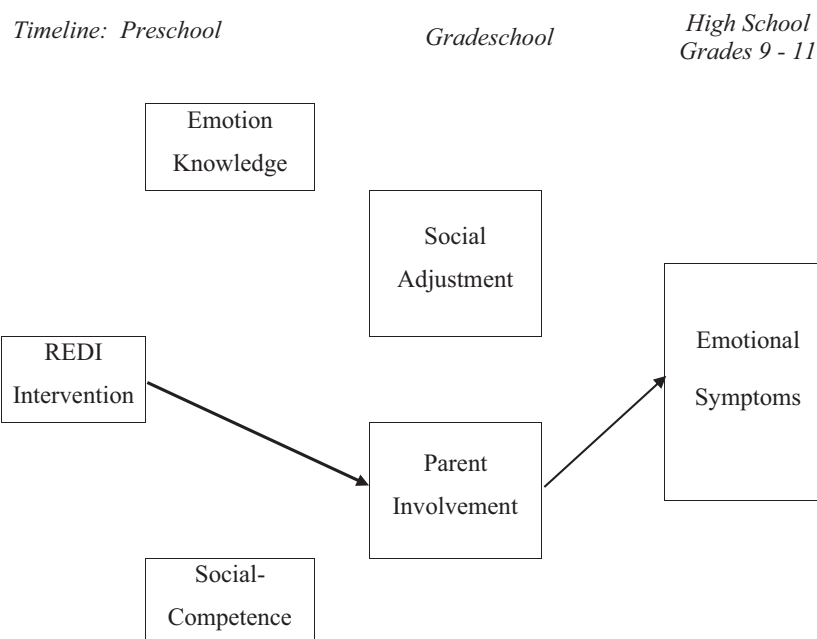 Timeline: Preschool
Gradeschool
High School
Grades 9 - 11
Emotion
Knowledge
Social
Adjustment
REDI
Intervention
Emotional
Symptoms
Parent
Involvement
Social-
Competence